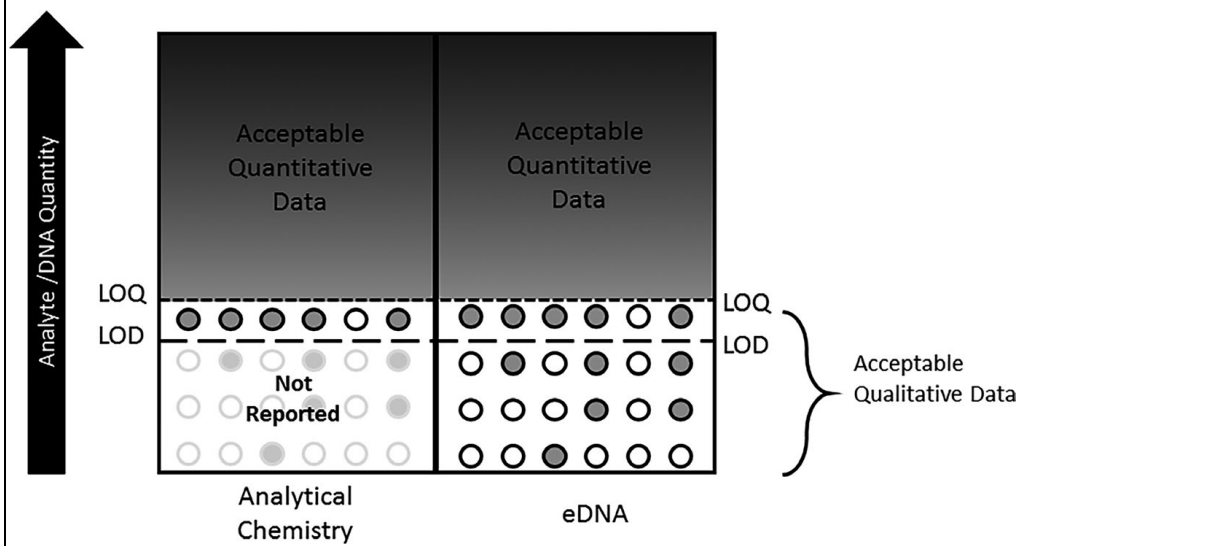 Analyte /DNA Quantity
Acceptable
Quantitative
Data
Acceptable
Quantitative
Data
LOQ
LOD
LOQ
LOD
Not
Reported
Acceptable
Qualitative Data
Analytical
Chemistry
eDNA